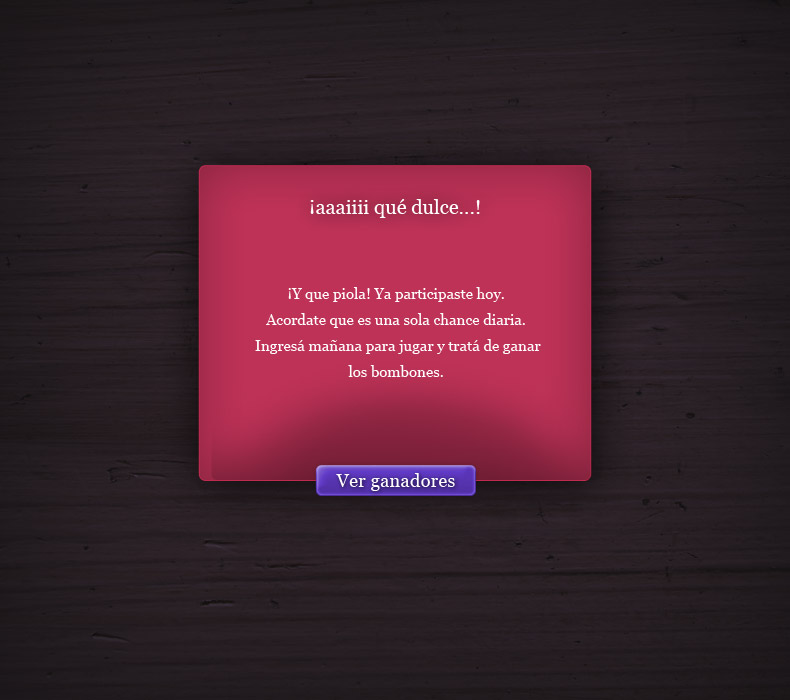 ¡aaaiiii qué dulce...!
¡Y que piola! Ya participaste hoy.
Acordate que es una sola chance diaria.
Ingresá mañana para jugar y tratá de ganar
los bombones.
Ver ganadores